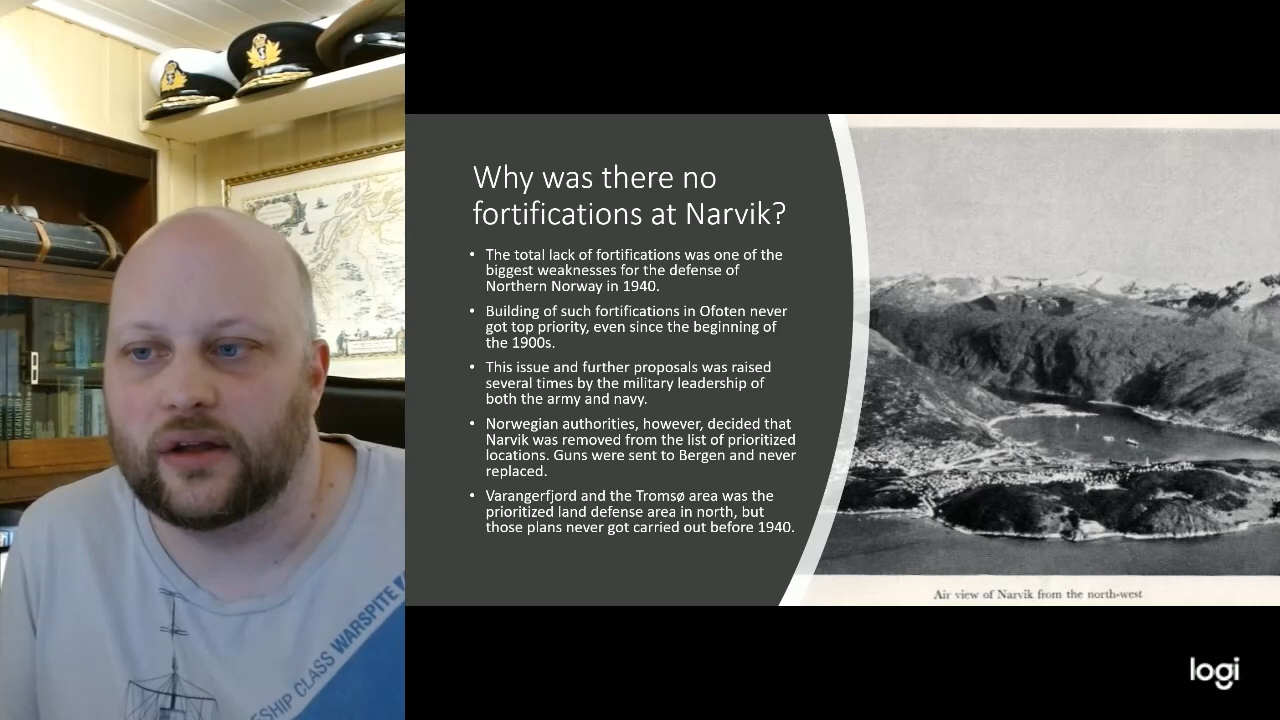 Why was there no
fortifications at Narvik?
• The total lack of fortifications was one of the
biggest weaknesses for the defense of
Northern Norway in 1940.
• Building of such fortifications in Ofoten never
got top priority, even since the beginning of
the 1900s.
• This issue and further proposals was raised
several times by the military leadership of
both the army and navy.
• Norwegian authorities, however, decided that
Narvik was removed from the list of prioritized
locations. Guns were sent to Bergen and never
replaced.
• Varangerfjord and the Tromsø area was the
prioritized land defense area in north, but
those plans never got carried out before 1940.
Air view of Narvik from the north-west
SHIP CLASS WARSPITE
logi